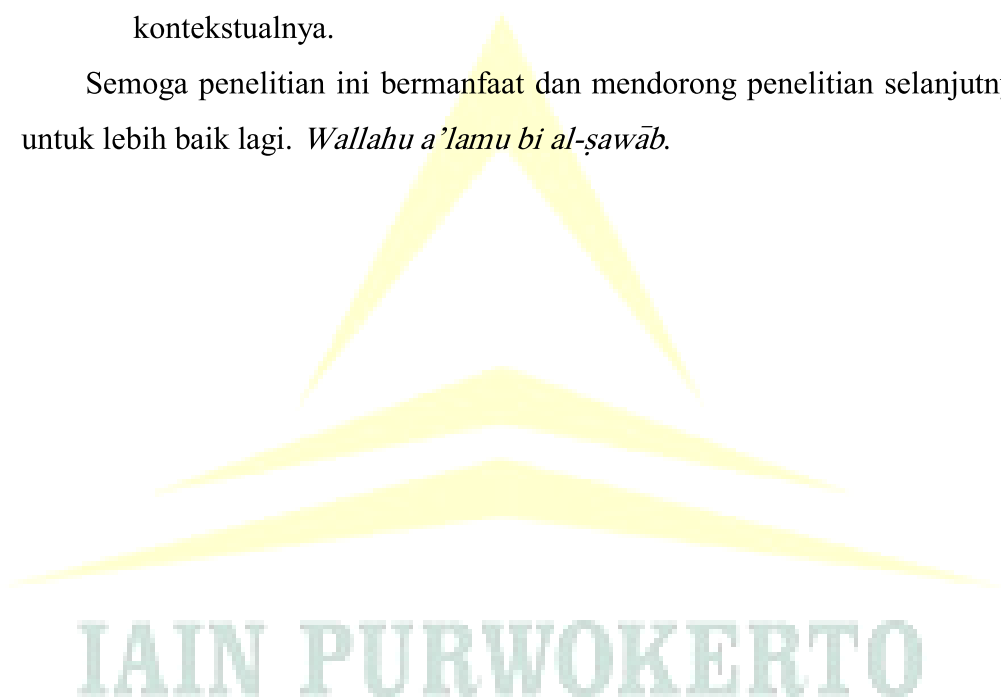 kontekstualnya.
Semoga penelitian ini bermanfaat dan mendorong penelitian
untuk lebih baik lagi. Wallahu a’lamu bi al-ṣawāb.
IAIN PURWOKERTO